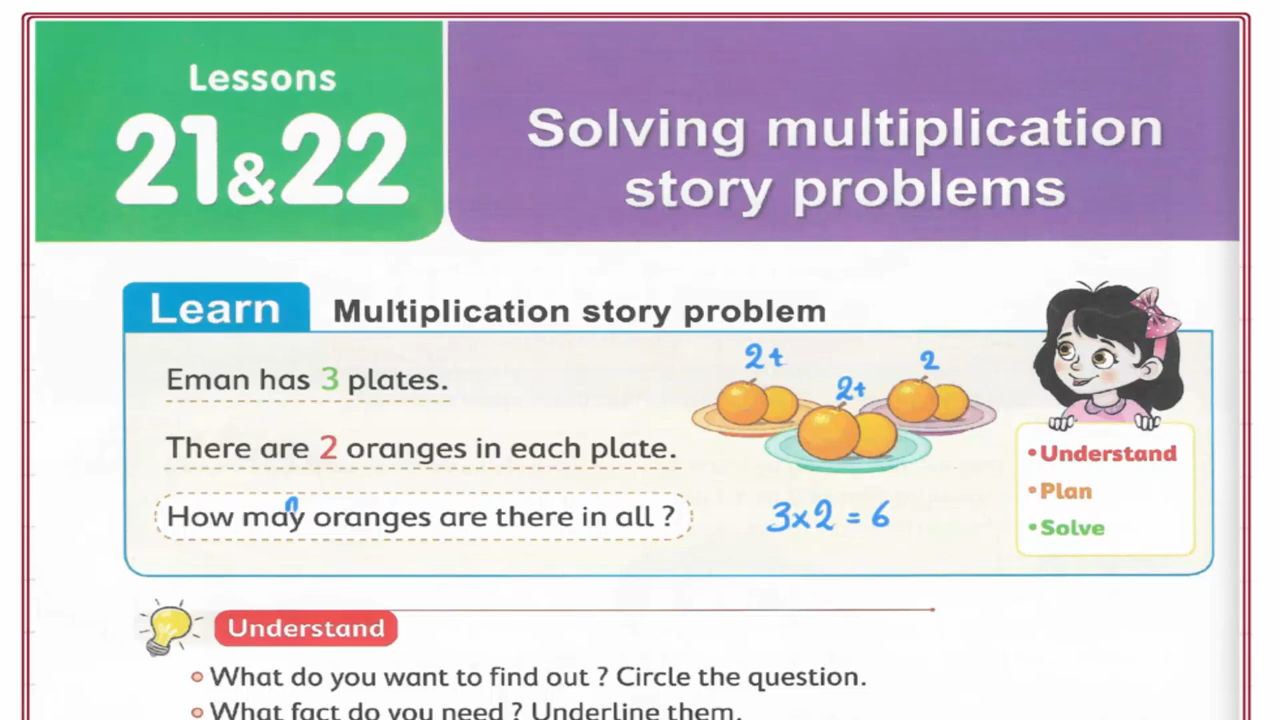 Lessons
21&22
Solving multiplication
story problems
Learn
Multiplication story problem
Eman has 3 plates.
There are 2 oranges in each plate.
How may oranges are there in all ?
n
2+
2+
2
3x2 = 6
•Understand
•Plan
•Solve
Understand
What do you want to find out ? Circle the question.
What fact do you need ? Underline them.